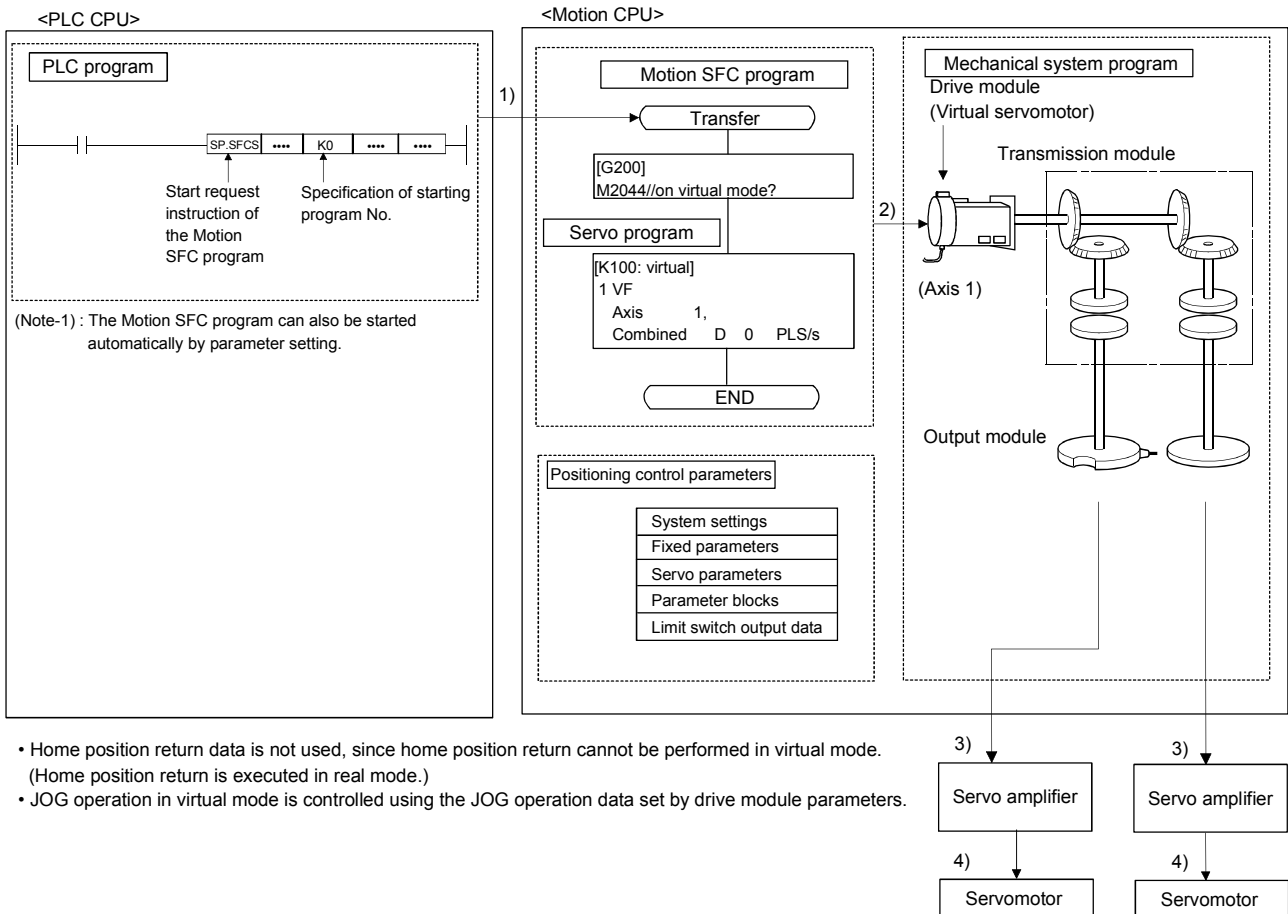 <PLC CPU>
PLC program
SP.SFCS •••• K0 •••• ••••
Start request
instruction of
the Motion
SFC program
Specification of starting
program No.
(Note-1) : The Motion SFC program can also be started
automatically by parameter setting.
1)
<Motion CPU>
Motion SFC program
Transfer
[G200]
M2044//on virtual mode?
Servo program
[K100: virtual]
1 VF
Axis 1,
Combined D 0 PLS/s
END
Positioning control parameters
System settings
Fixed parameters
Servo parameters
Parameter blocks
Limit switch output data
2)
Mechanical system program
Drive module
(Virtual servomotor)
Transmission module
(Axis 1)
Output module
• Home position return data is not used, since home position return cannot be performed in virtual mode.
(Home position return is executed in real mode.)
• JOG operation in virtual mode is controlled using the JOG operation data set by drive module parameters.
3)
3)
Servo amplifier
Servo amplifier
4)
4)
Servomotor
Servomotor